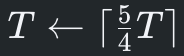 T ← ⌈5/4 T⌉